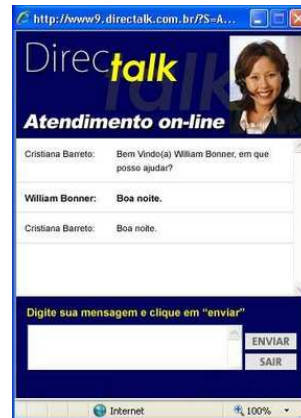 http://www9.directalk.com.br/?S=A...
Directalk
talk
Atendimento on-line
Cristiana Barreto: Bem Vindo(a) William Bonner, em que
posso ajudar?
William Bonner: Boa noite.
Cristiana Barreto: Boa noite.
Digite sua mensagem e clique em "enviar"
ENVIAR
SAIR
Internet 100%